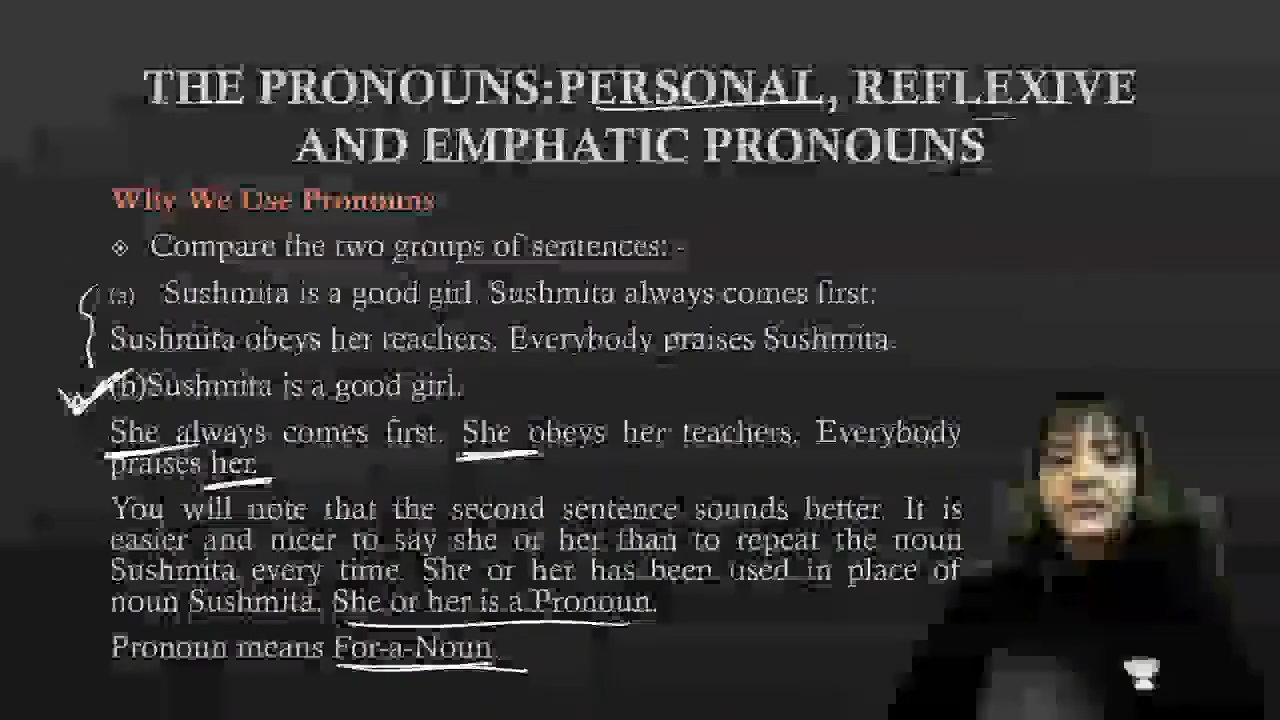 THE PRONOUNS:PERSONAL, REFLEXIVE
AND EMPHATIC PRONOUNS
Why We Use Pronouns
Compare the two groups of sentences: -
(a) Sushmita is a good girl. Sushmita always comes first.
Sushmita obeys her teachers. Everybody praises Sushmita.
(b)Sushmita is a good girl.
She always comes first. She obeys her teachers. Everybody
praises her.
You will note that the second sentence sounds better. It is
easier and nicer to say she or her than to repeat the noun
Sushmita every time. She or her has been used in place of
noun Sushmita. She or her is a Pronoun.
Pronoun means For-a-Noun.